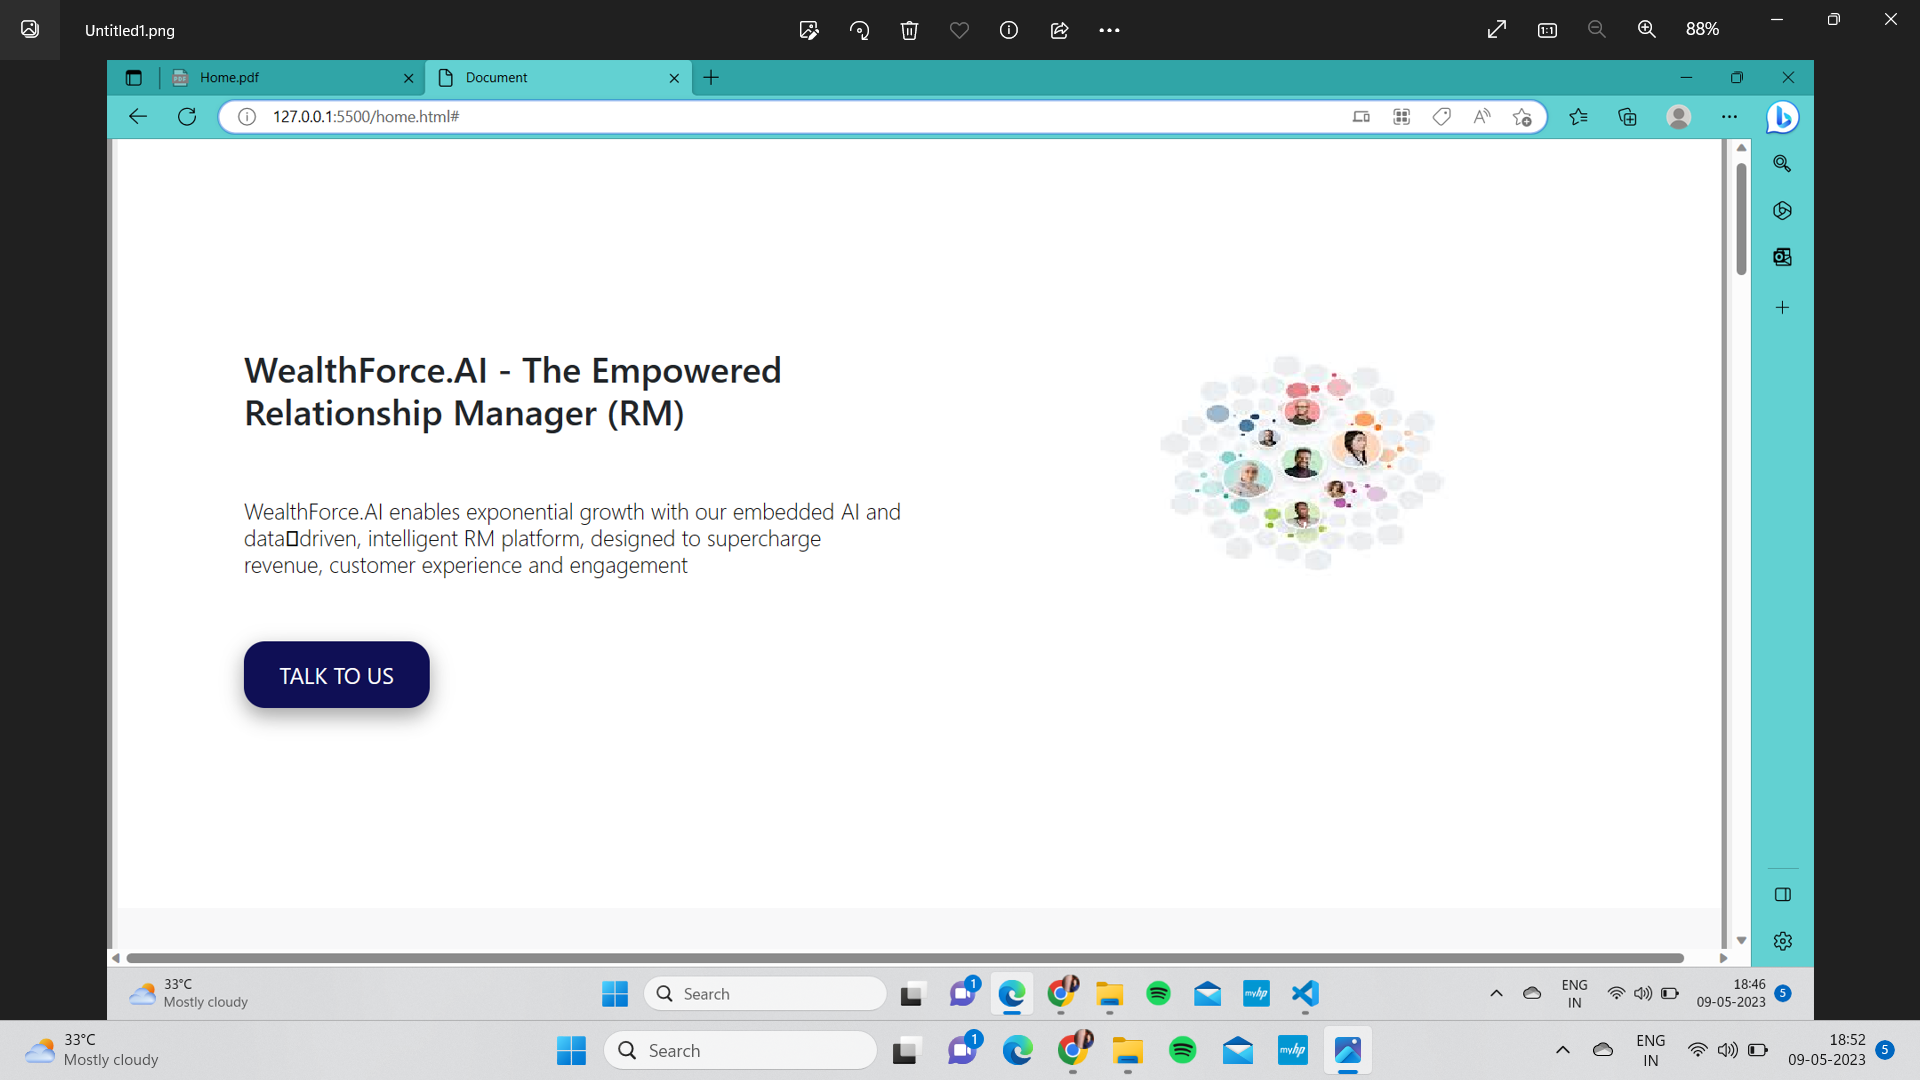 Untitled1.png
88%
Home.pdf
Document
127.0.0.1:5500/home.html#
WealthForce.AI - The Empowered
Relationship Manager (RM)
WealthForce.AI enables exponential growth with our embedded AI and
data▯driven, intelligent RM platform, designed to supercharge
revenue, customer experience and engagement
TALK TO US
33°C
Mostly cloudy
Search
1
myhp
ENG
IN
18:46
09-05-2023
5
33°C
Mostly cloudy
Search
1
myhp
ENG
IN
18:52
09-05-2023
5